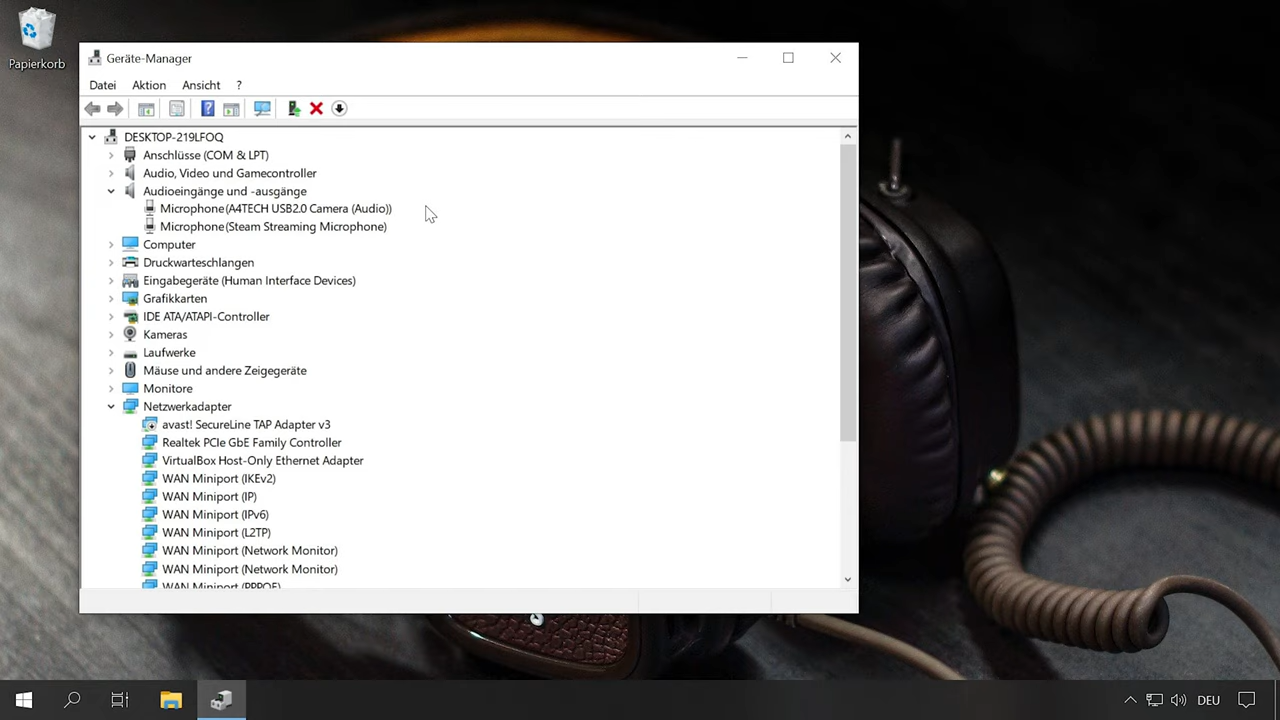 Papierkorb
Geräte-Manager
Datei Aktion Ansicht ?
DESKTOP-219LFOQ
Anschlüsse (COM & LPT)
Audio, Video und Gamecontroller
Audioeingänge und -ausgänge
Microphone (A4TECH USB2.0 Camera (Audio))
Microphone (Steam Streaming Microphone)
Computer
Druckwarteschlangen
Eingabegeräte (Human Interface Devices)
Grafikkarten
IDE ATA/ATAPI-Controller
Kameras
Laufwerke
Mäuse und andere Zeigegeräte
Monitore
Netzwerkadapter
avast! SecureLine TAP Adapter v3
Realtek PCIe GbE Family Controller
VirtualBox Host-Only Ethernet Adapter
WAN Miniport (IKEv2)
WAN Miniport (IP)
WAN Miniport (IPv6)
WAN Miniport (L2TP)
WAN Miniport (Network Monitor)
WAN Miniport (Network Monitor)
WAN Miniport (PPPOE)
DEU